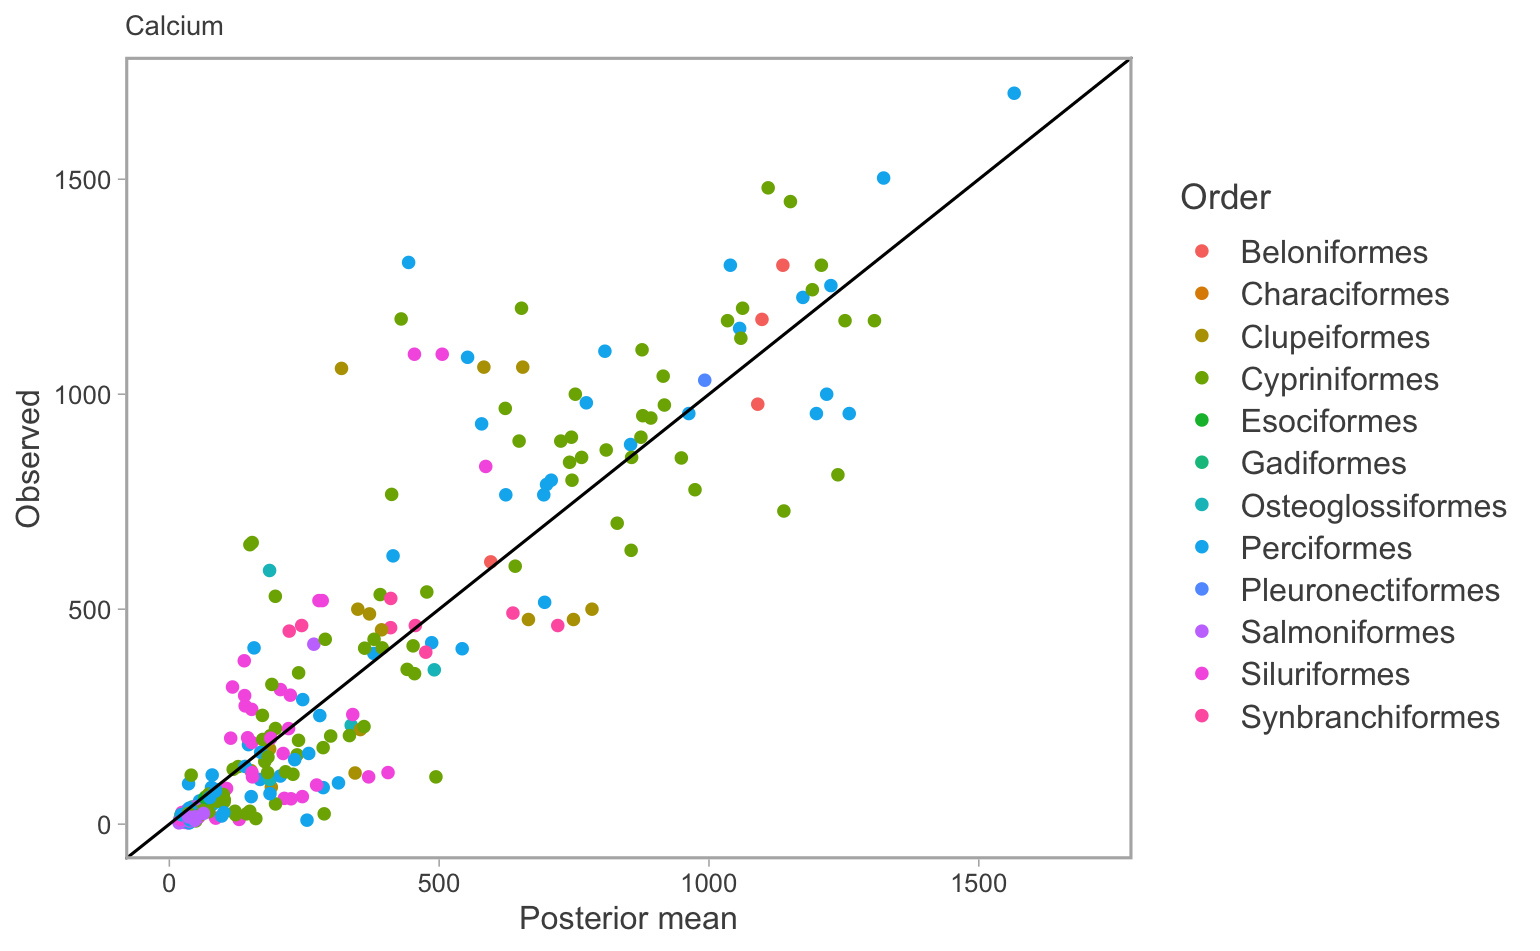 Calcium
1500
1000
500
0
Observed
0 500 1000 1500
Posterior mean
Order
Beloniformes
Characiformes
Clupeiformes
Cypriniformes
Esociformes
Gadiformes
Osteoglossiformes
Perciformes
Pleuronectiformes
Salmoniformes
Siluriformes
Synbranchiformes